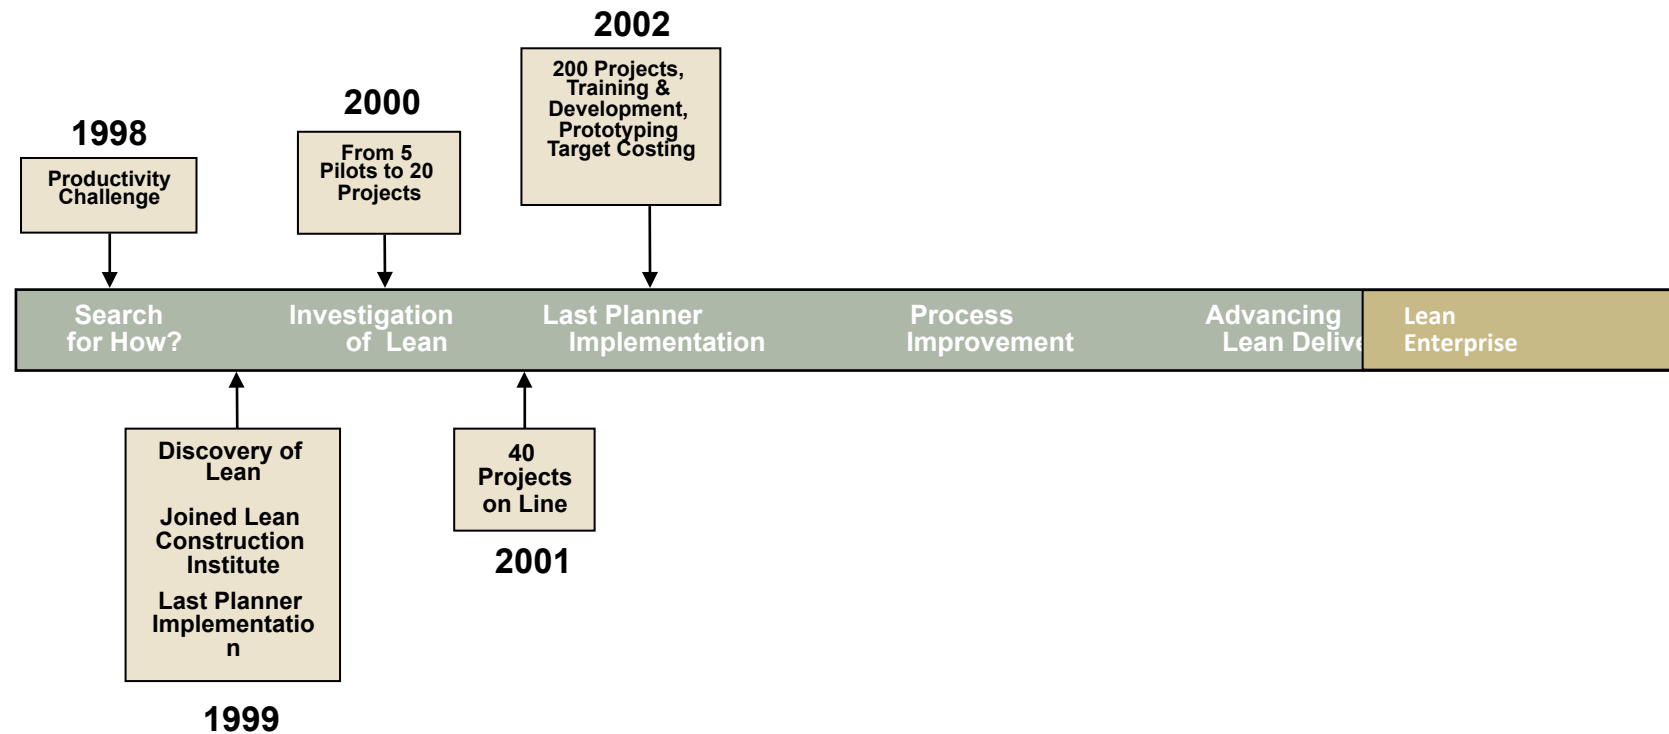 2002
200 Projects,
Training &
Development,
Prototyping
Target Costing
2000
From 5
Pilots to 20
Projects
1998
Productivity
Challenge
Search
for How?
Investigation
of Lean
Last Planner
Implementation
Process
Improvement
Advancing
Lean Delive
Lean
Enterprise
Discovery of
Lean
Joined Lean
Construction
Institute
Last Planner
Implementatio
n
1999
40
Projects
on Line
2001